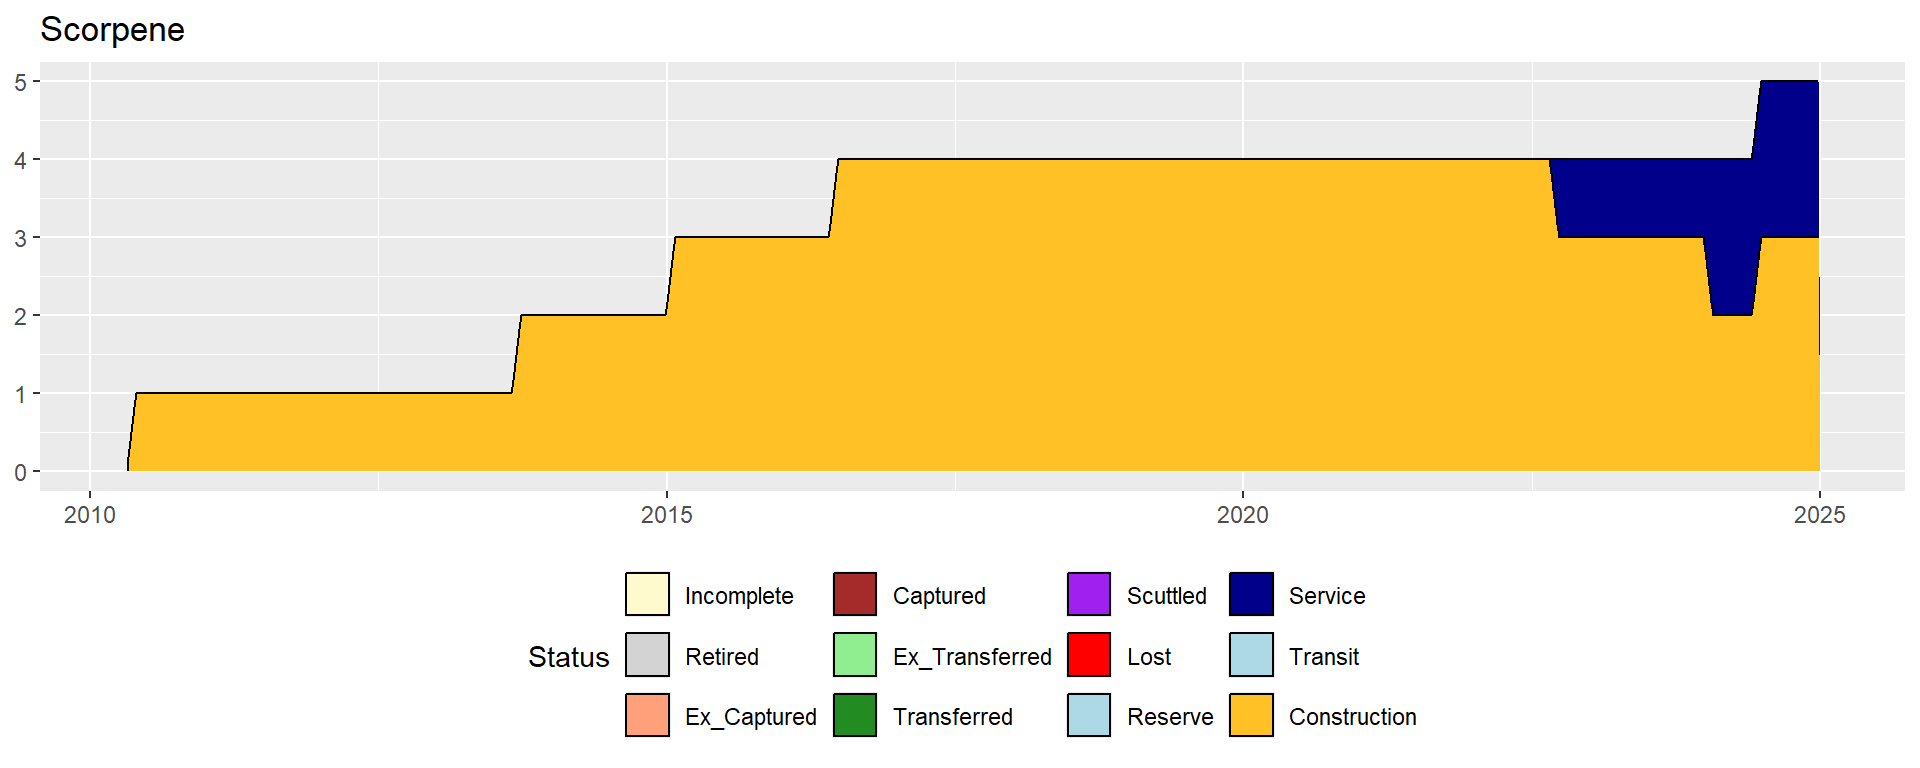 Scorpene
5
4
3
2
1
0
2010 2015 2020 2025
Incomplete Captured Scuttled Service
Status Retired Ex_Transferred Lost Transit
Ex_Captured Transferred Reserve Construction